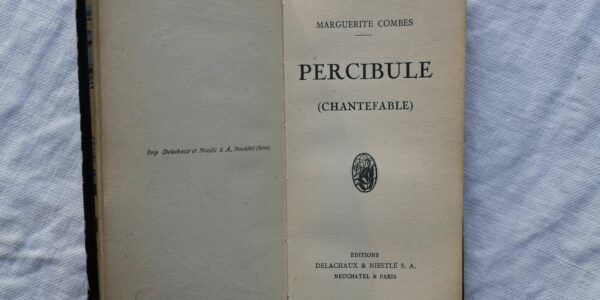 Imp Delachaux et Niestlé S. A., Neuchâtel (Suisse)
MARGUERITE COMBES
PERCIBULE
(CHANTEFABLE)
ÉDITIONS
DELACHAUX & NIESTLÉ S. A.
NEUCHATEL & PARIS